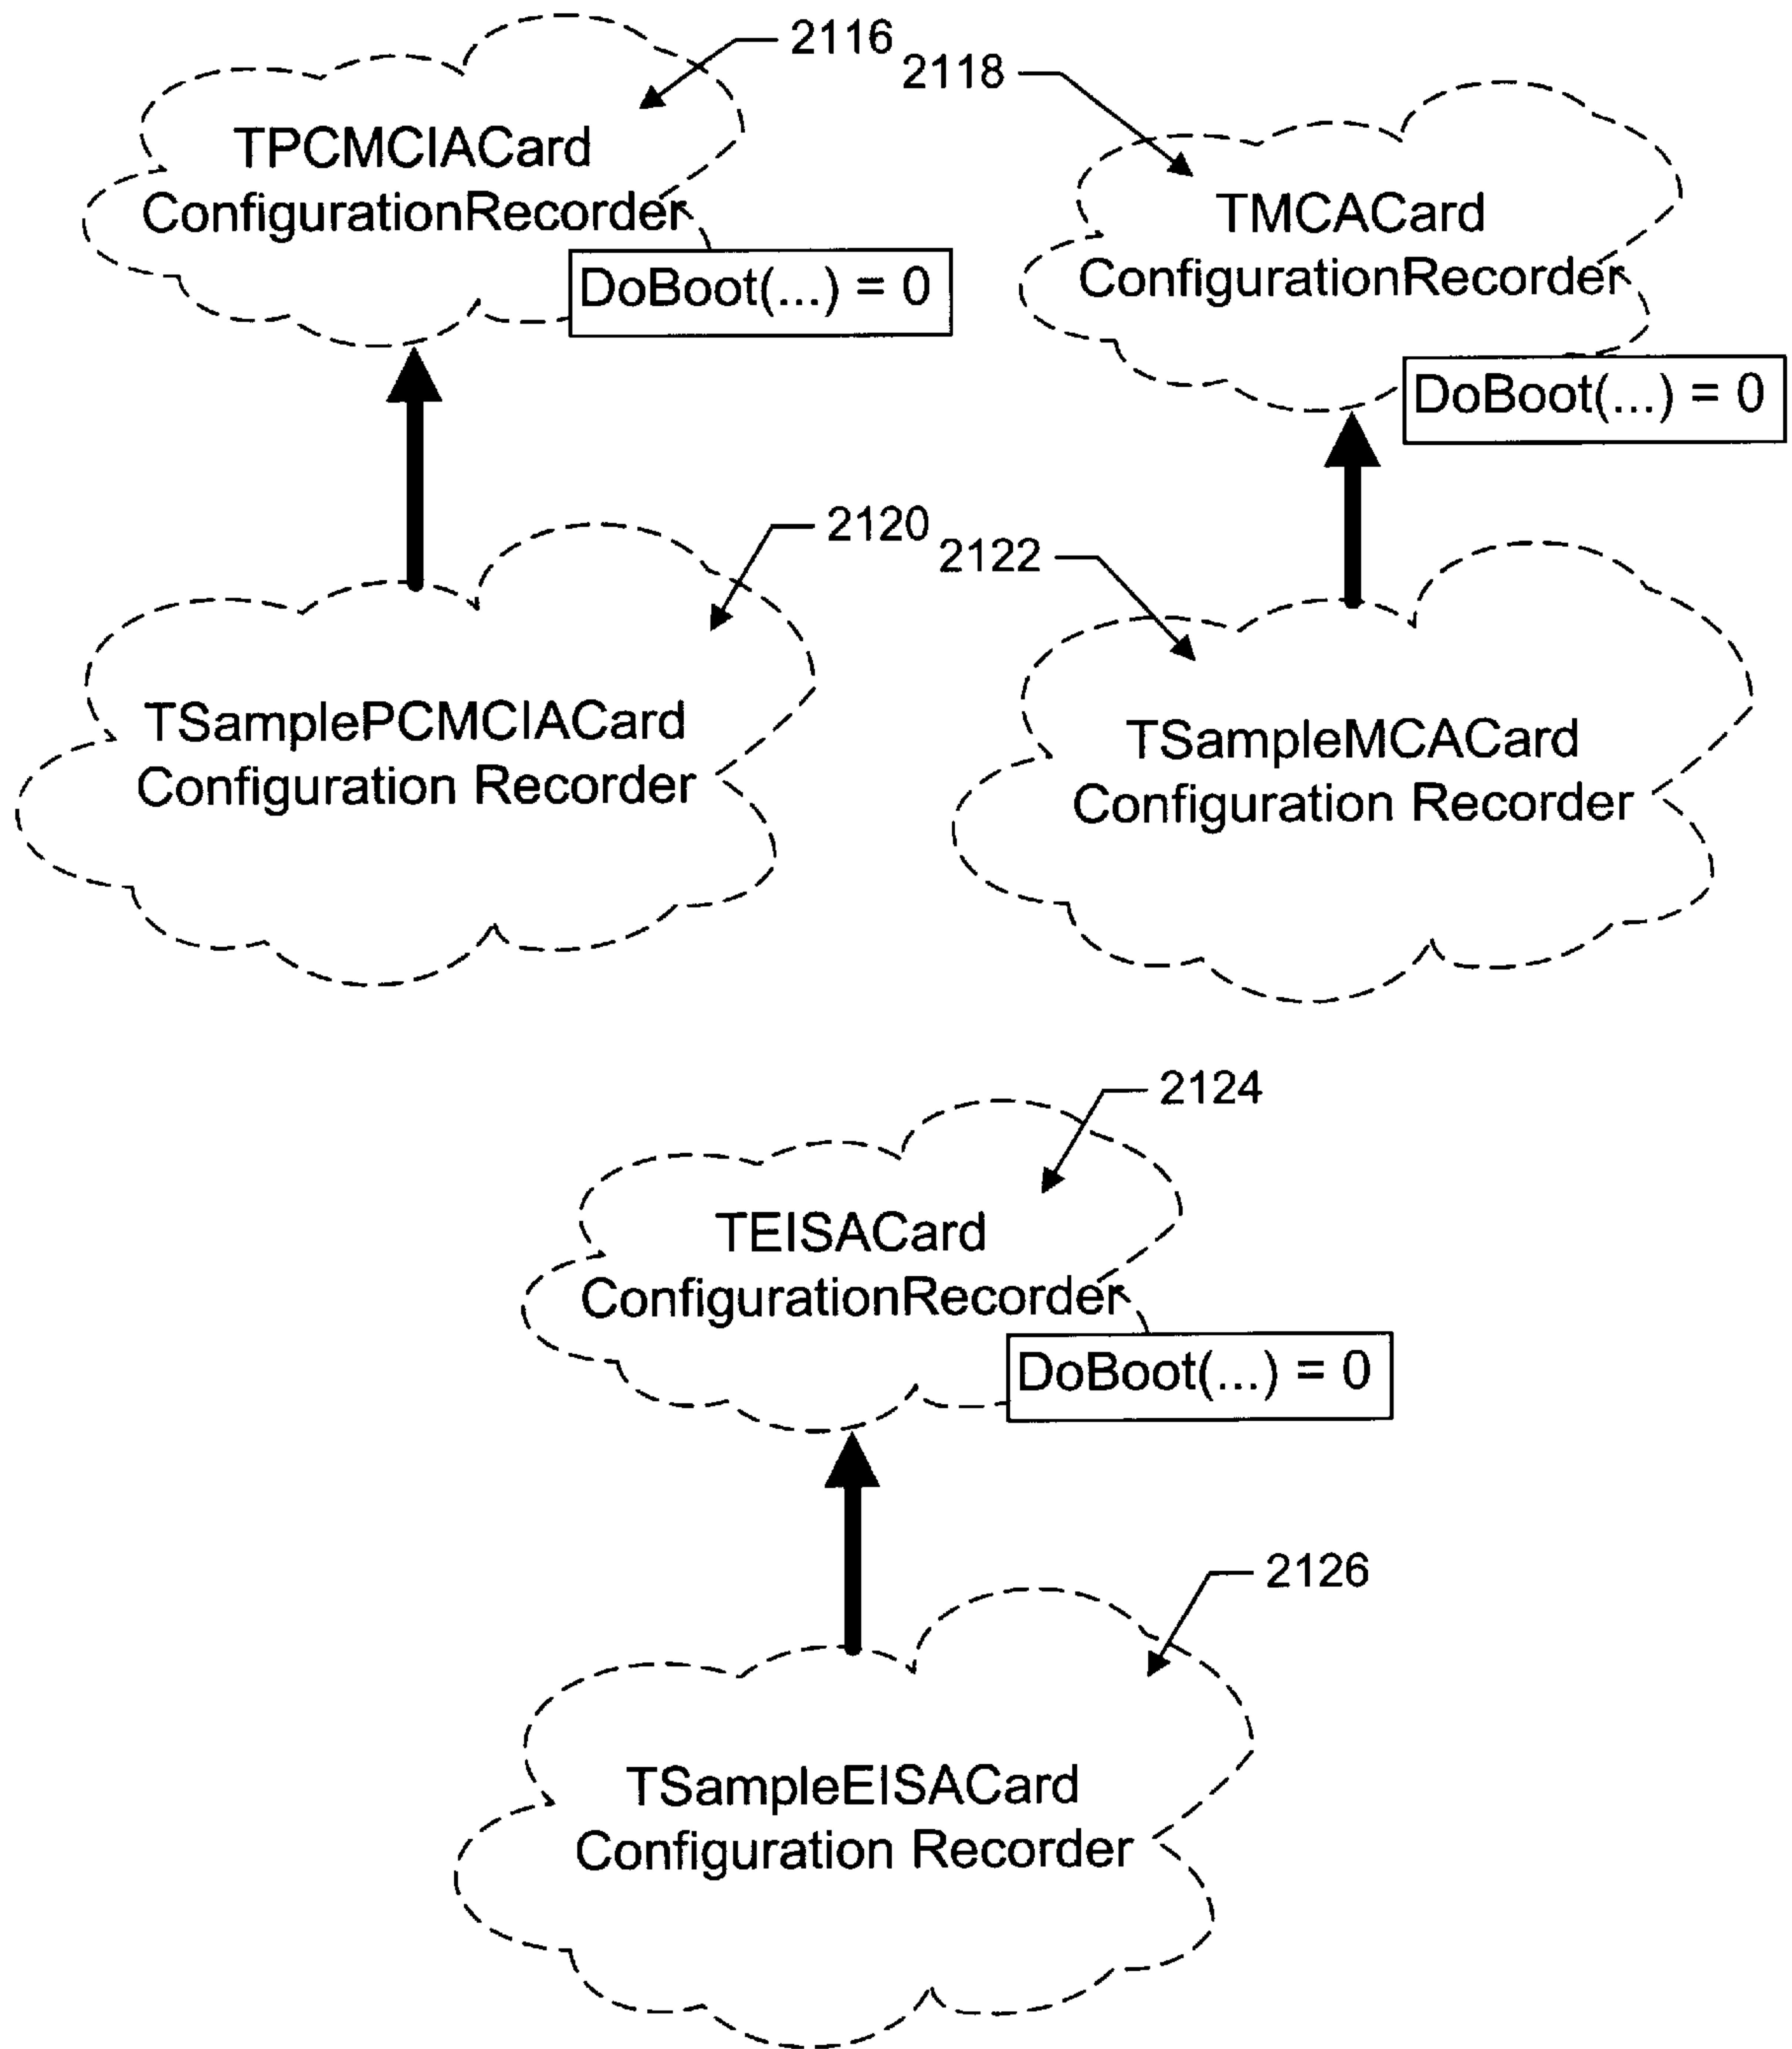 2116
2118
TPCMCIACard
ConfigurationRecorder
DoBoot(...) = 0
TMCACard
ConfigurationRecorder
DoBoot(...) = 0
2120
2122
TSamplePCMCIACard
Configuration Recorder
TSampleMCACard
Configuration Recorder
2124
TEISACard
ConfigurationRecorder
DoBoot(...) = 0
2126
TSampleEISACard
Configuration Recorder